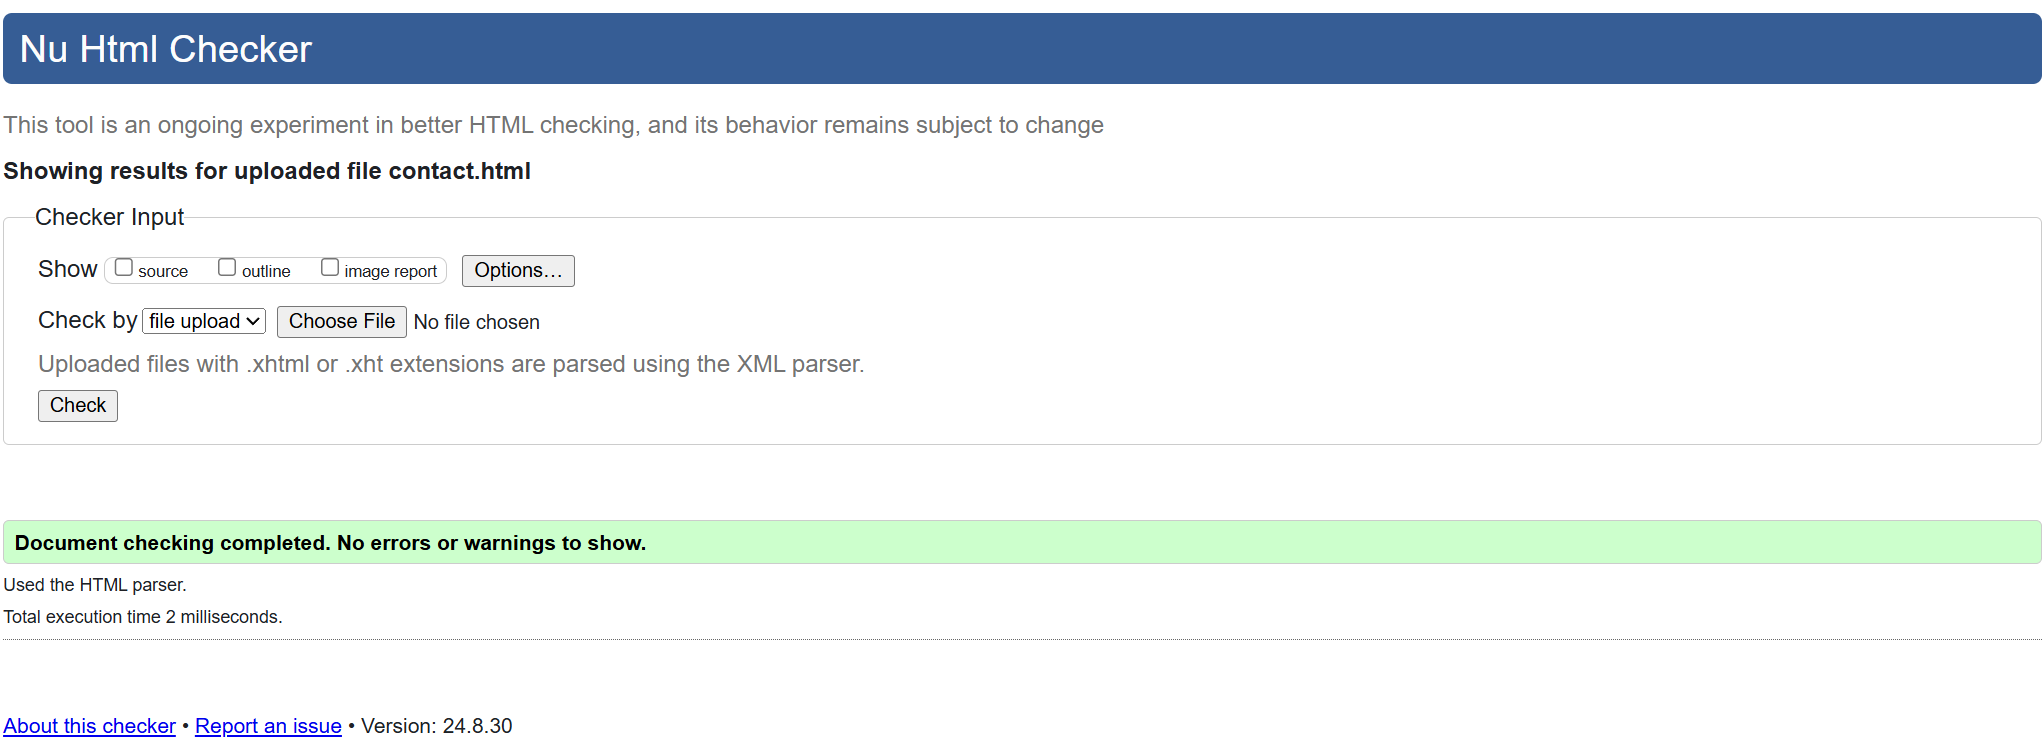 Nu Html Checker
This tool is an ongoing experiment in better HTML checking, and its behavior remains subject to change
Showing results for uploaded file contact.html
Checker Input
Show source outline image report Options…
Check by file upload Choose File No file chosen
Uploaded files with .xhtml or .xht extensions are parsed using the XML parser.
Check
Document checking completed. No errors or warnings to show.
Used the HTML parser.
Total execution time 2 milliseconds.
About this checker • Report an issue • Version: 24.8.30